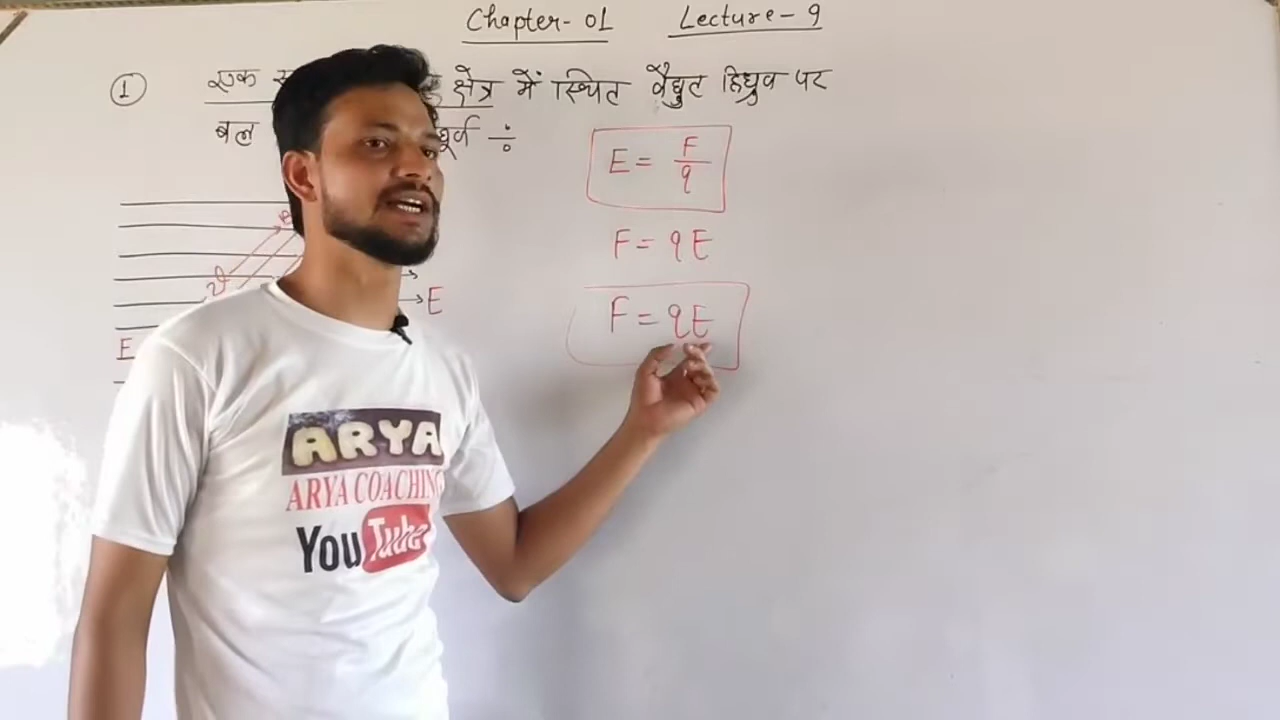 Chapter-01 Lecture-9
① एक क्षेत्र में स्थित वैद्युत द्विध्रुव पर
बल घूर्ण ÷
E = F/q
F = qE
F = qE
E
E
ARYA
ARYA COACHING
YouTube